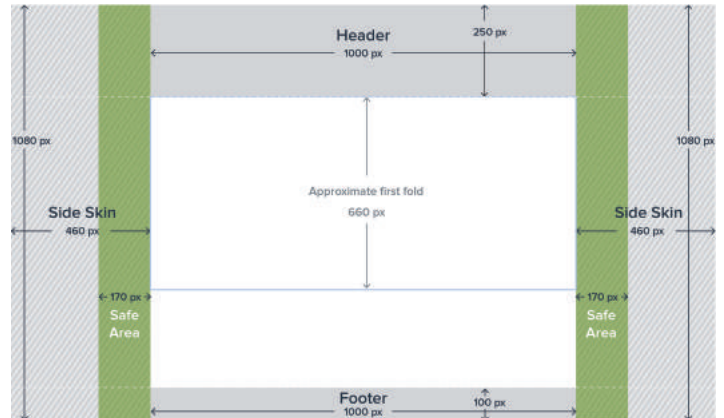 Header
1000 px
250 px
1080 px
1080 px
Approximate first fold
660 px
Side Skin
460 px
Side Skin
460 px
170 px
Safe
Area
170 px
Safe
Area
Footer
1000 px
100 px